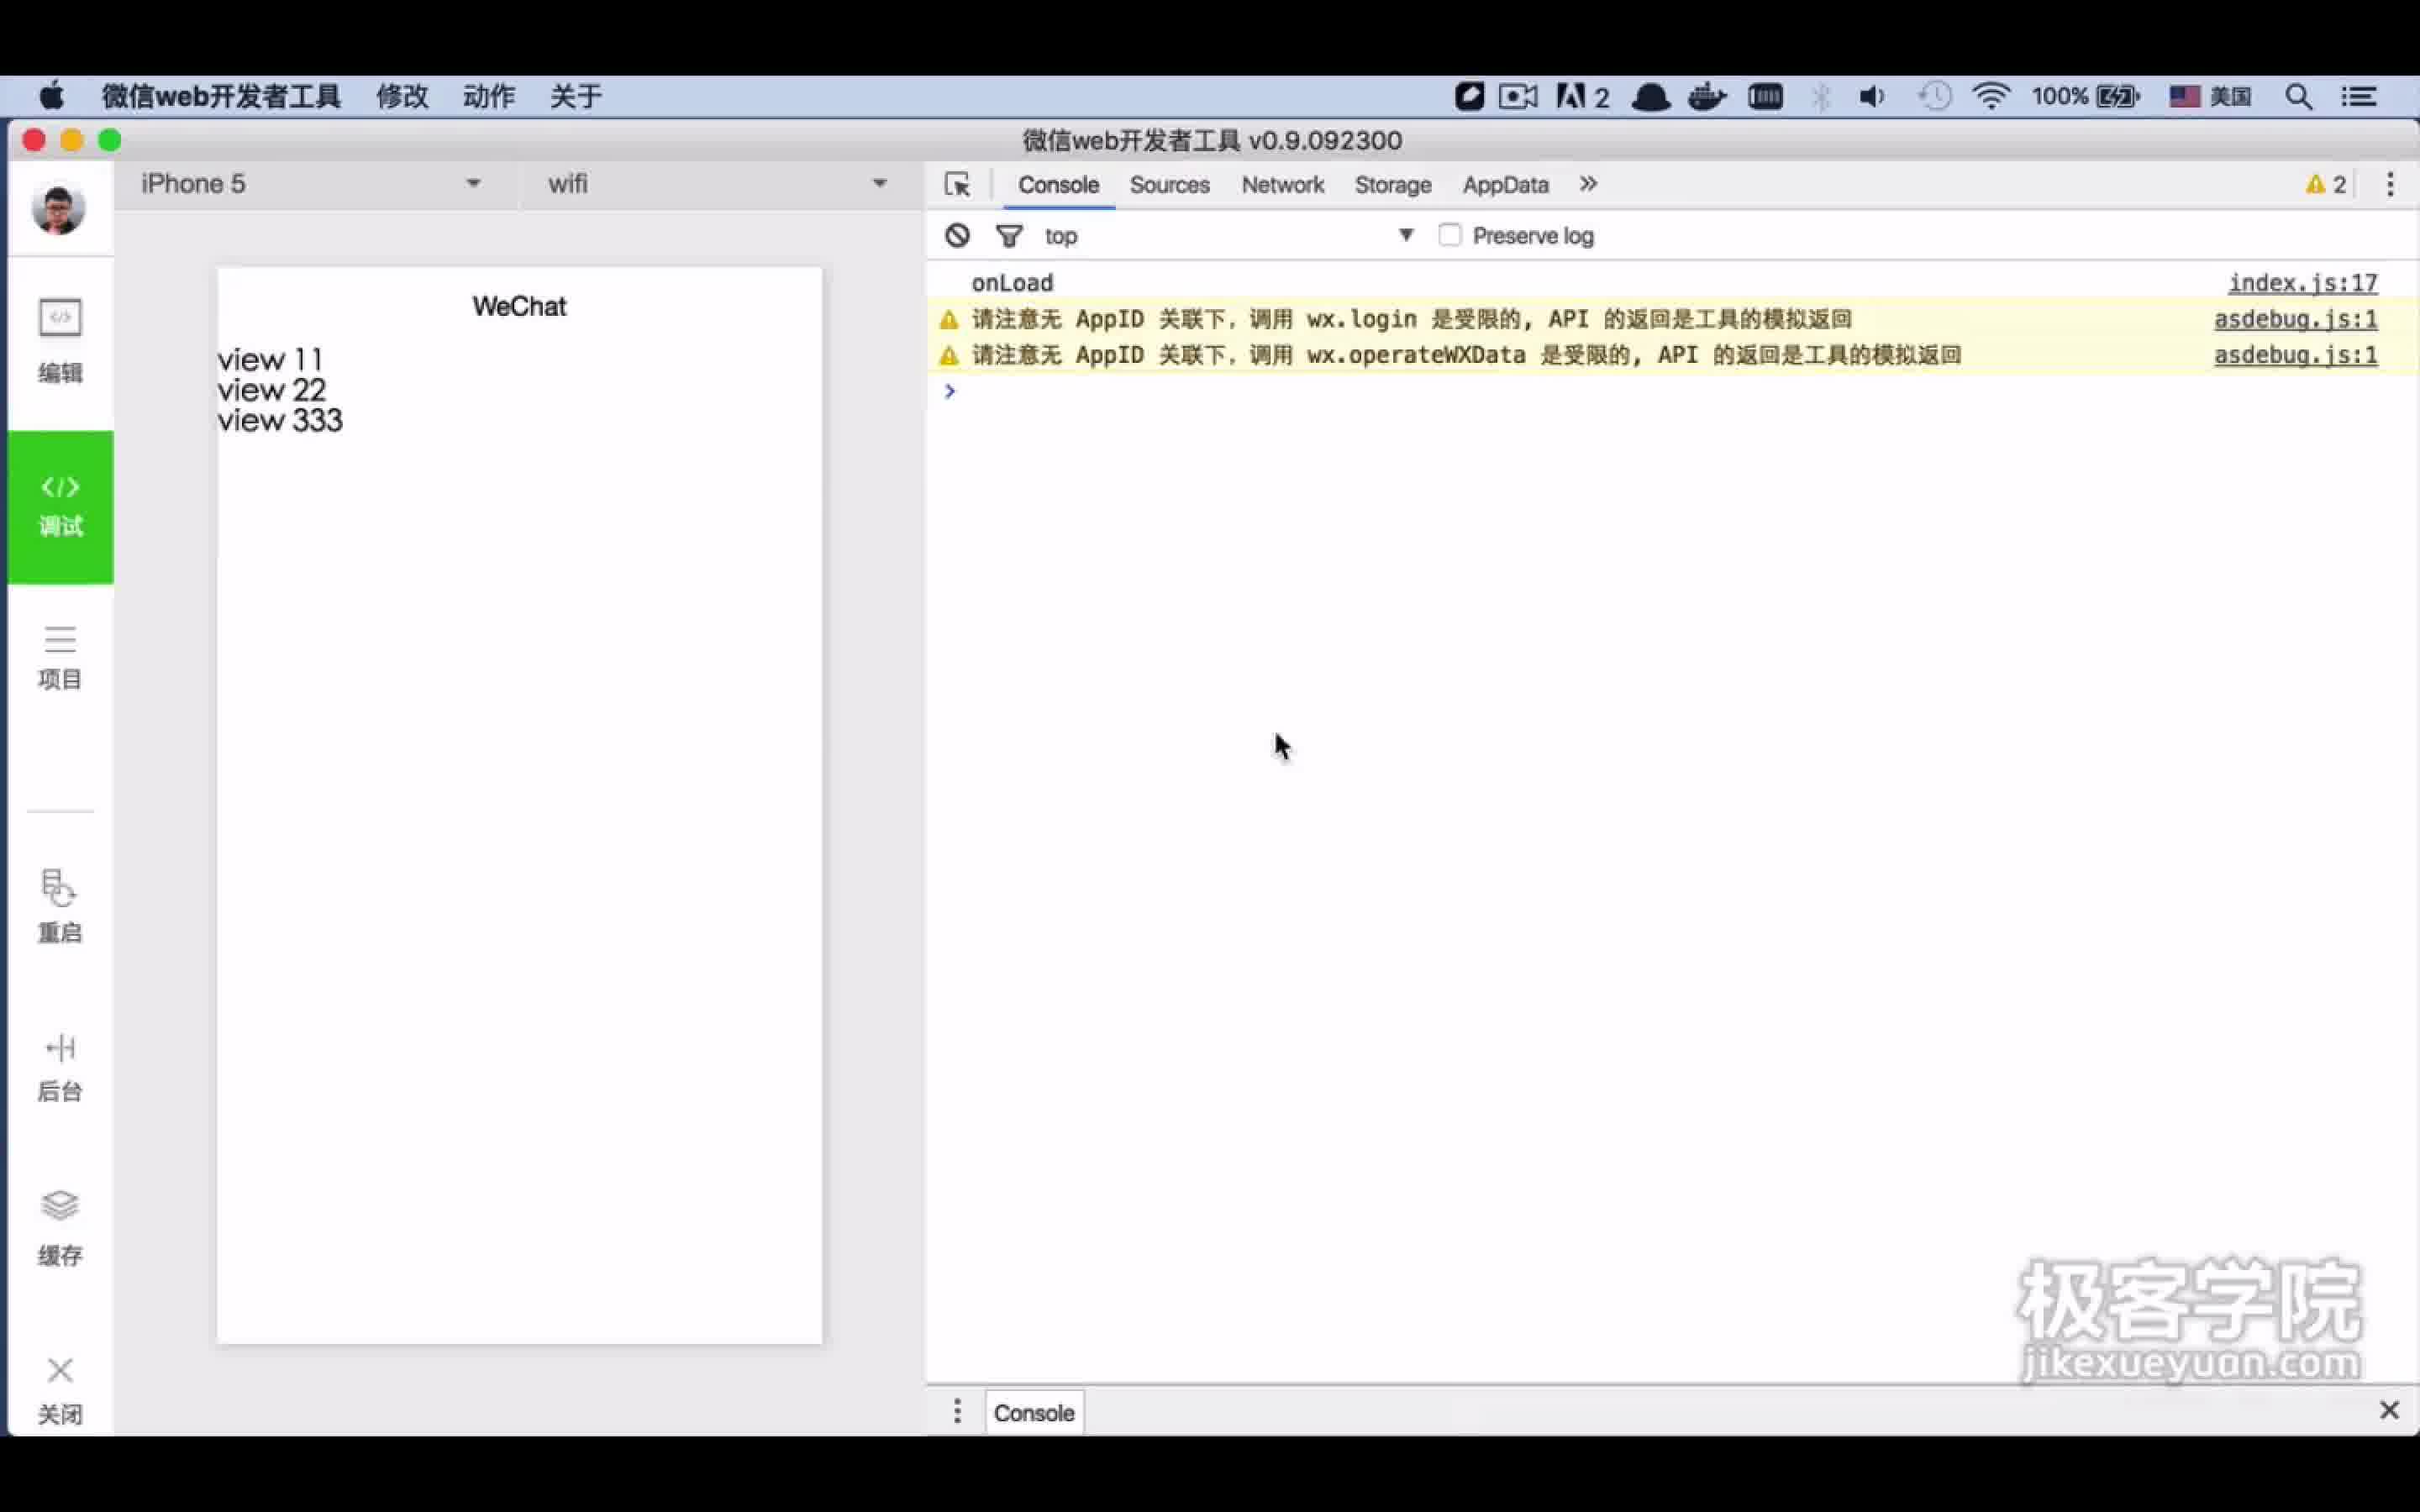 微信web开发者工具 修改 动作 关于 2 100% 美国
微信web开发者工具 v0.9.092300
iPhone 5 wifi
Console Sources Network Storage AppData 2
top Preserve log
编辑
调试
项目
重启
后台
缓存
关闭
WeChat
view 11
view 22
view 333
onLoad index.js:17
请注意无 AppID 关联下，调用 wx.login 是受限的, API 的返回是工具的模拟返回 asdebug.js:1
请注意无 AppID 关联下，调用 wx.operateWXData 是受限的, API 的返回是工具的模拟返回 asdebug.js:1
极客学院
jikexueyuan.com
Console